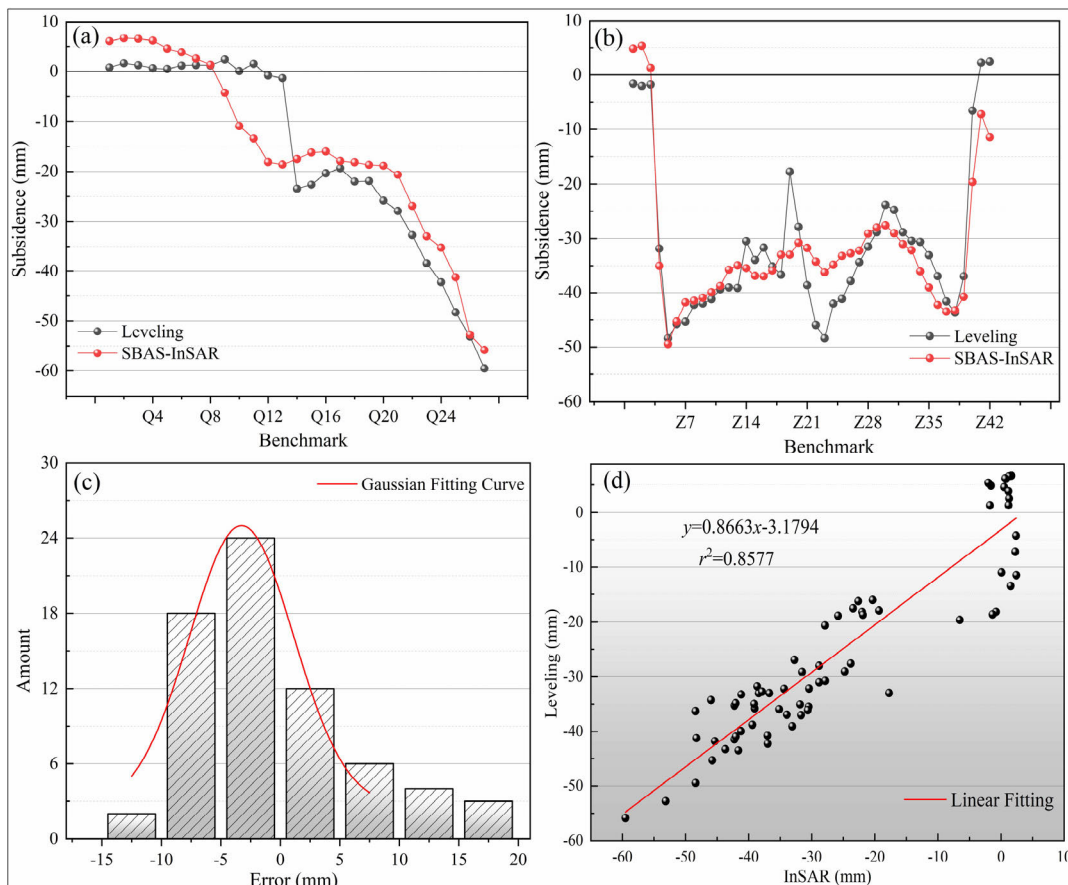 (a)
10
0
-10
-20
-30
-40
-50
-60
Subsidence (mm)
Leveling
SBAS-InSAR
Q4 Q8 Q12 Q16 Q20 Q24
Benchmark
(b)
10
0
-10
-20
-30
-40
-50
-60
Subsidence (mm)
Leveling
SBAS-InSAR
Z7 Z14 Z21 Z28 Z35 Z42
Benchmark
(c)
Gaussian Fitting Curve
30
24
18
12
6
0
Amount
-15 -10 -5 0 5 10 15 20
Error (mm)
(d)
y=0.8663x-3.1794
r²=0.8577
0
-10
-20
-30
-40
-50
-60
Leveling (mm)
Linear Fitting
-60 -50 -40 -30 -20 -10 0 10
InSAR (mm)